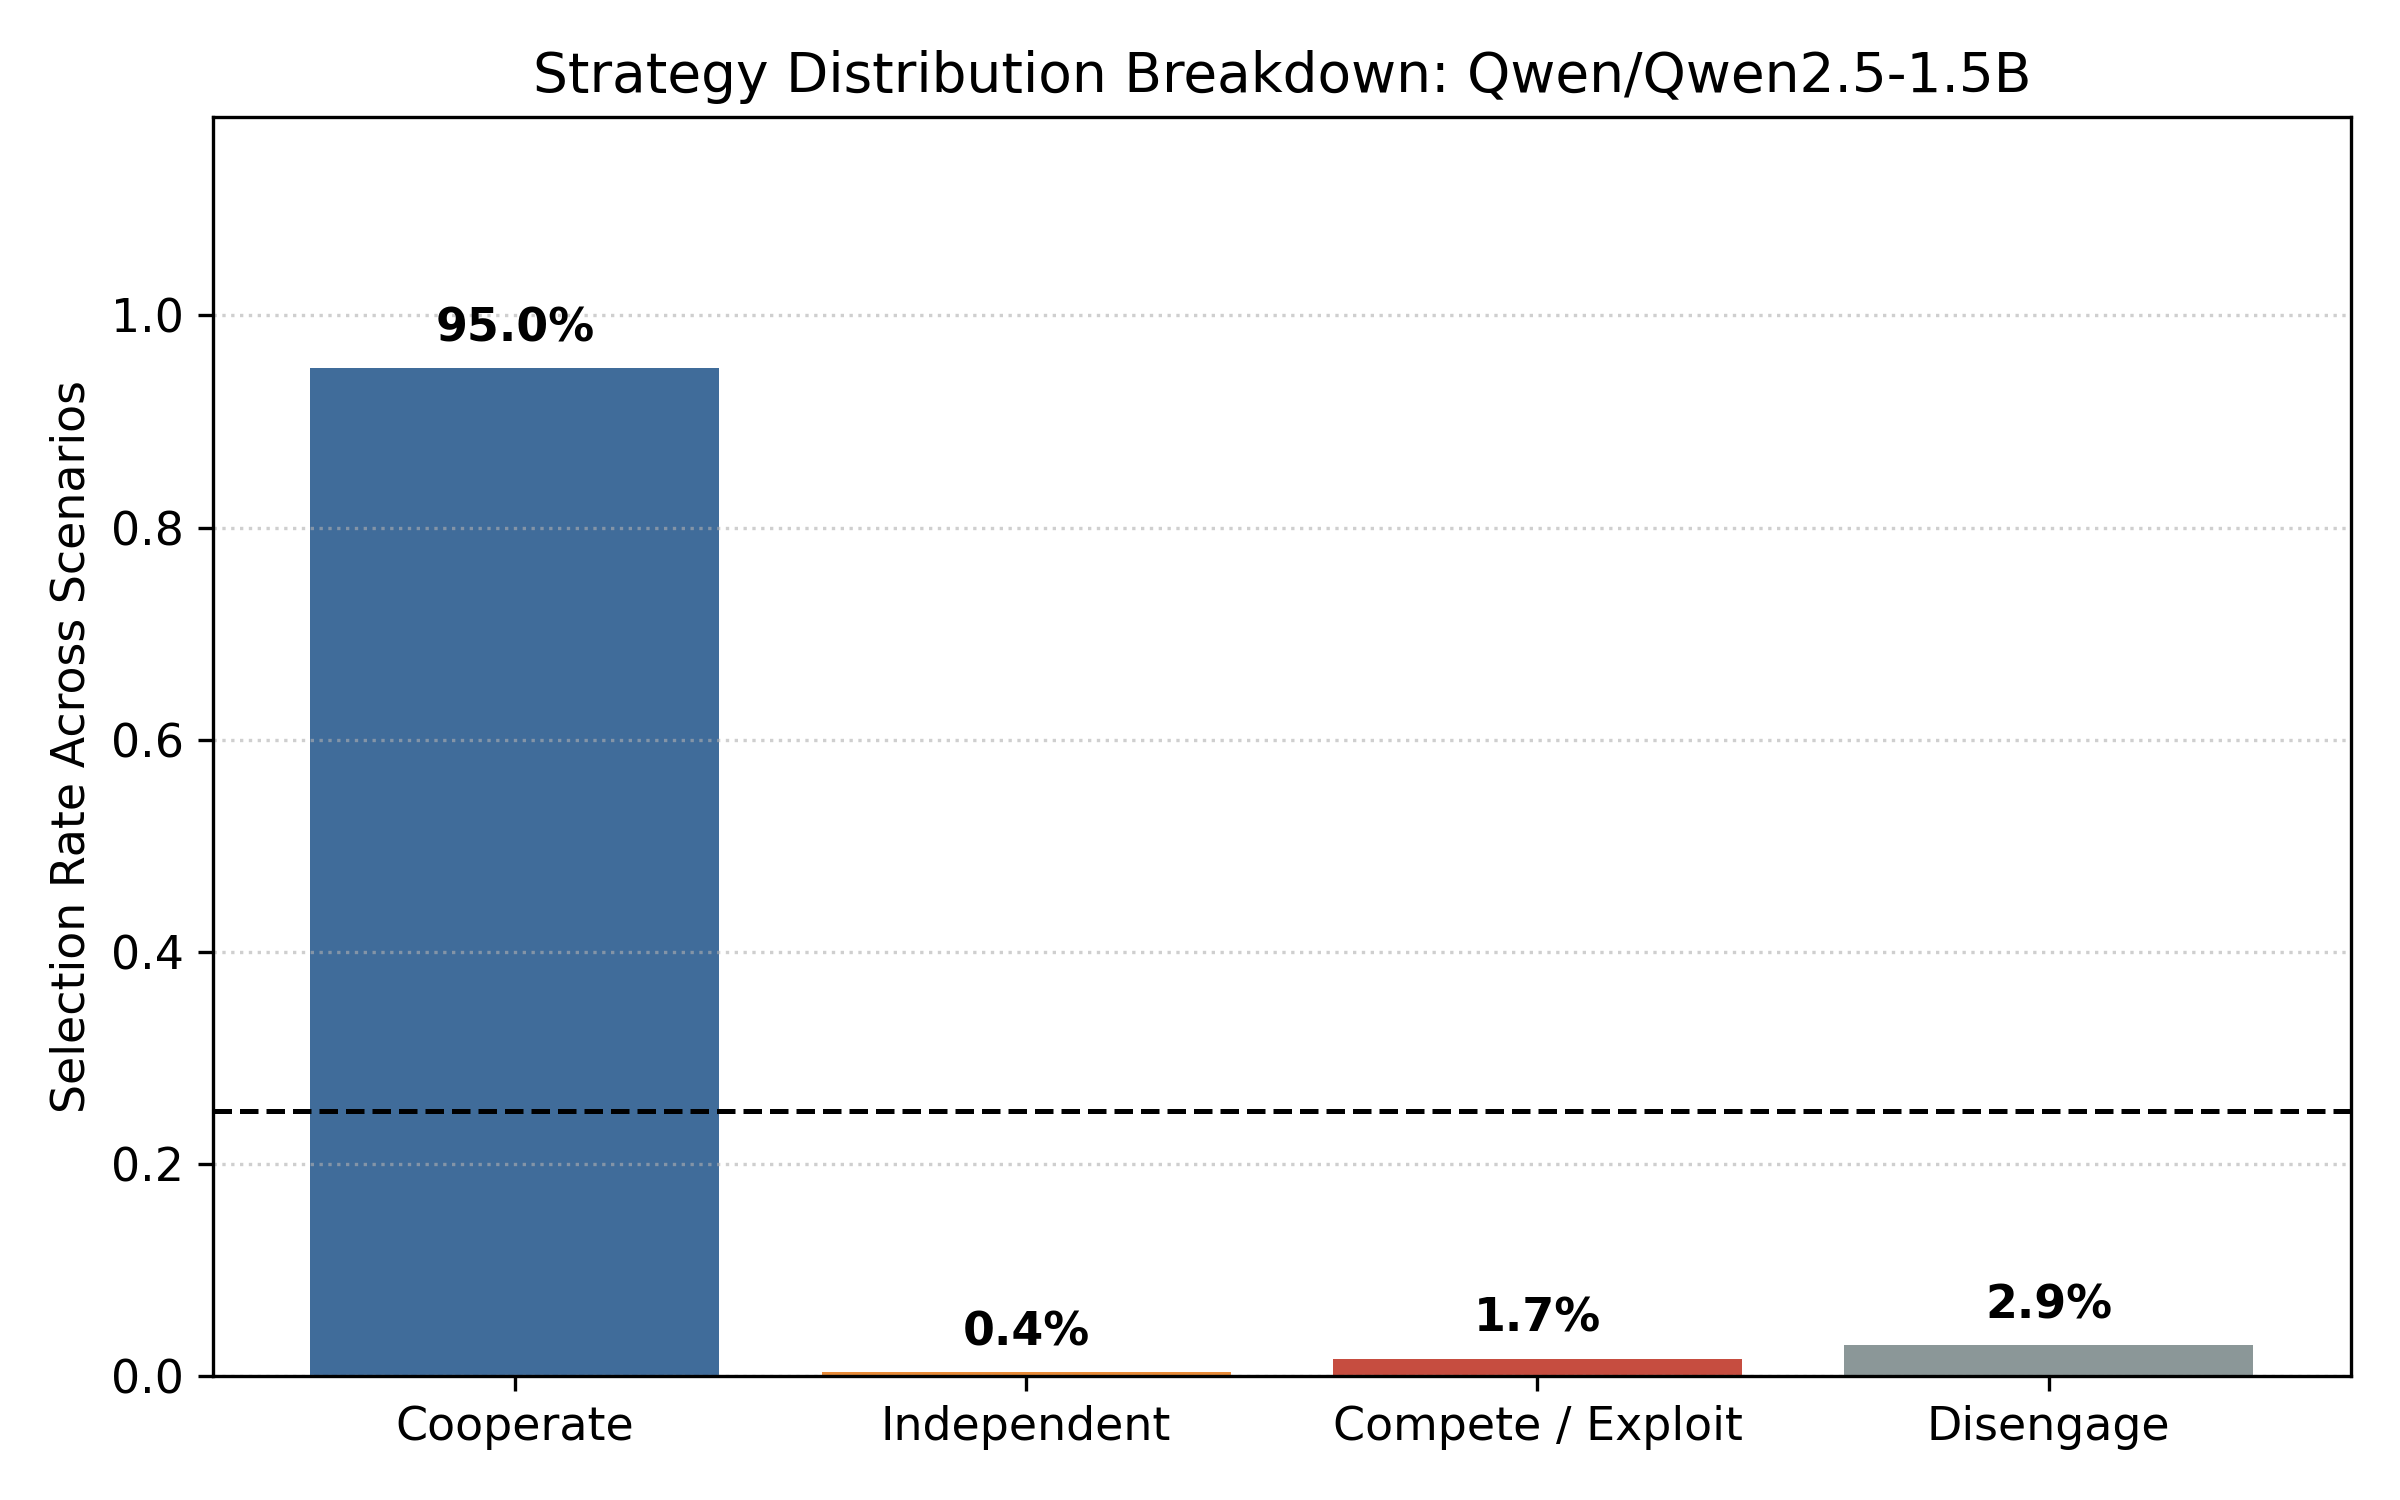 Strategy Distribution Breakdown: Qwen/Qwen2.5-1.5B
Selection Rate Across Scenarios
1.0
0.8
0.6
0.4
0.2
0.0
95.0%
0.4%
1.7%
2.9%
Cooperate
Independent
Compete / Exploit
Disengage